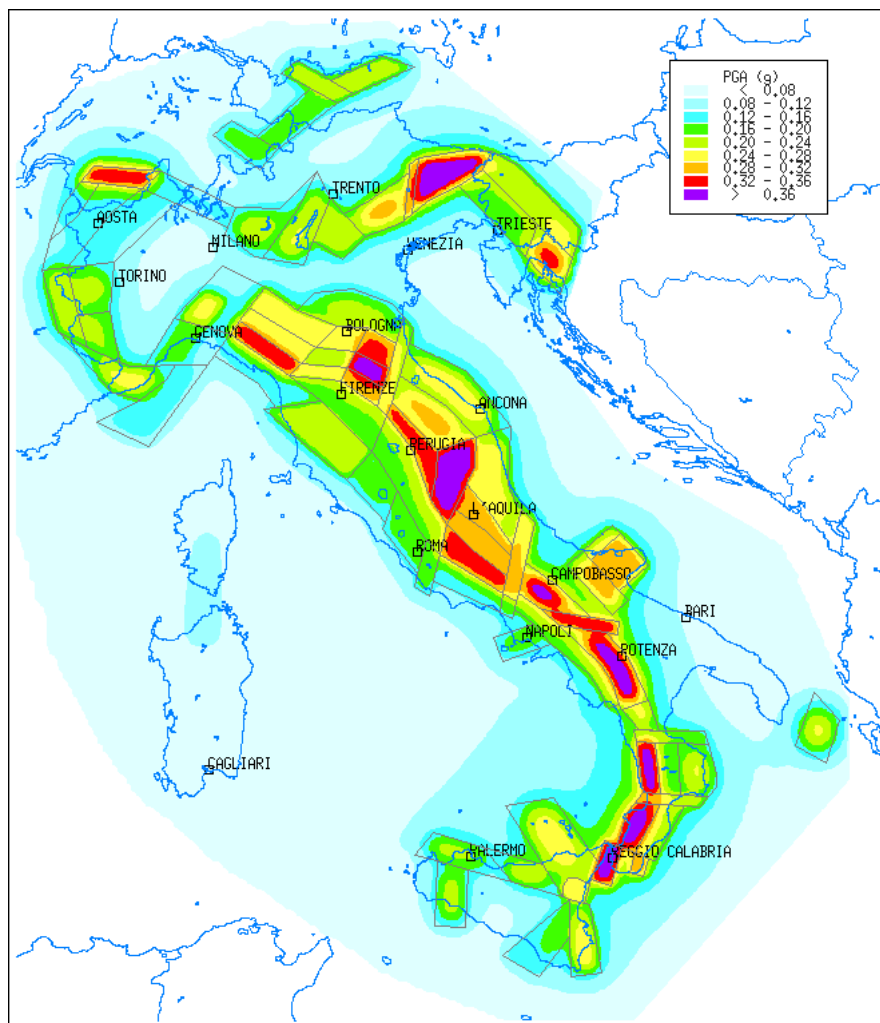 PGA (g)
< 0.08
0.08 - 0.12
0.12 - 0.16
0.16 - 0.20
0.20 - 0.24
0.24 - 0.28
0.28 - 0.32
0.32 - 0.36
> 0.36
TRENTO
AOSTA
TRIESTE
MILANO
VENEZIA
TORINO
BOLOGNA
GENOVA
FIRENZE
ANCONA
PERUGIA
L'AQUILA
ROMA
CAMPOBASSO
BARI
NAPOLI
POTENZA
CAGLIARI
PALERMO
REGGIO CALABRIA